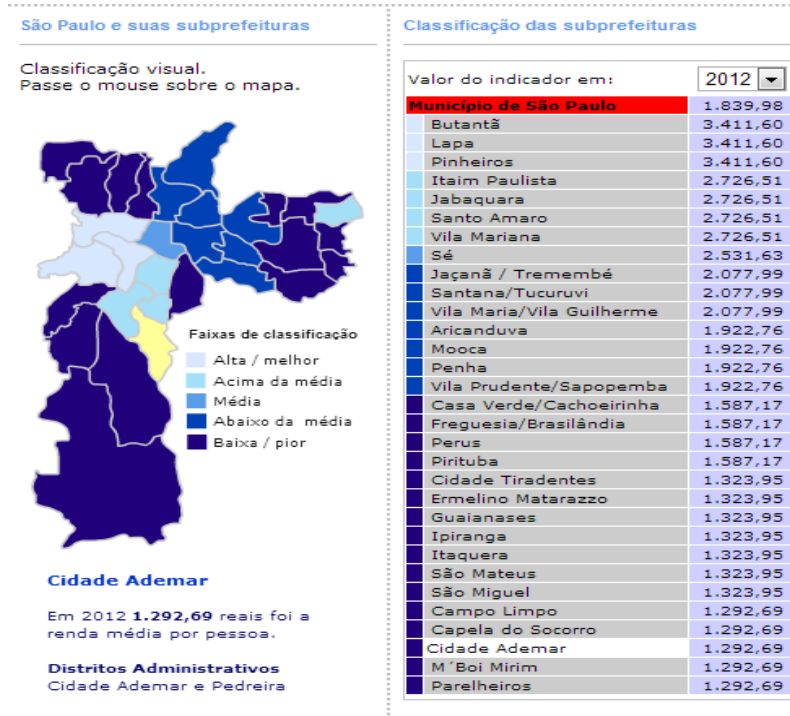 São Paulo e suas subprefeituras
Classificação visual.
Passe o mouse sobre o mapa.
Faixas de classificação
Alta / melhor
Acima da média
Média
Abaixo da média
Baixa / pior
Cidade Ademar
Em 2012 1.292,69 reais foi a
renda média por pessoa.
Distritos Administrativos
Cidade Ademar e Pedreira
Classificação das subprefeituras
Valor do indicador em: 2012
Município de São Paulo 1.839,98
Butantã 3.411,60
Lapa 3.411,60
Pinheiros 3.411,60
Itaim Paulista 2.726,51
Jabaquara 2.726,51
Santo Amaro 2.726,51
Vila Mariana 2.726,51
Sé 2.531,63
Jaçanã / Tremembé 2.077,99
Santana/Tucuruvi 2.077,99
Vila Maria/Vila Guilherme 2.077,99
Aricanduva 1.922,76
Mooca 1.922,76
Penha 1.922,76
Vila Prudente/Sapopemba 1.922,76
Casa Verde/Cachoeirinha 1.587,17
Freguesia/Brasilândia 1.587,17
Perus 1.587,17
Pirituba 1.587,17
Cidade Tiradentes 1.323,95
Ermelino Matarazzo 1.323,95
Guaianases 1.323,95
Ipiranga 1.323,95
Itaquera 1.323,95
São Mateus 1.323,95
São Miguel 1.323,95
Campo Limpo 1.292,69
Capela do Socorro 1.292,69
Cidade Ademar 1.292,69
M´Boi Mirim 1.292,69
Parelheiros 1.292,69